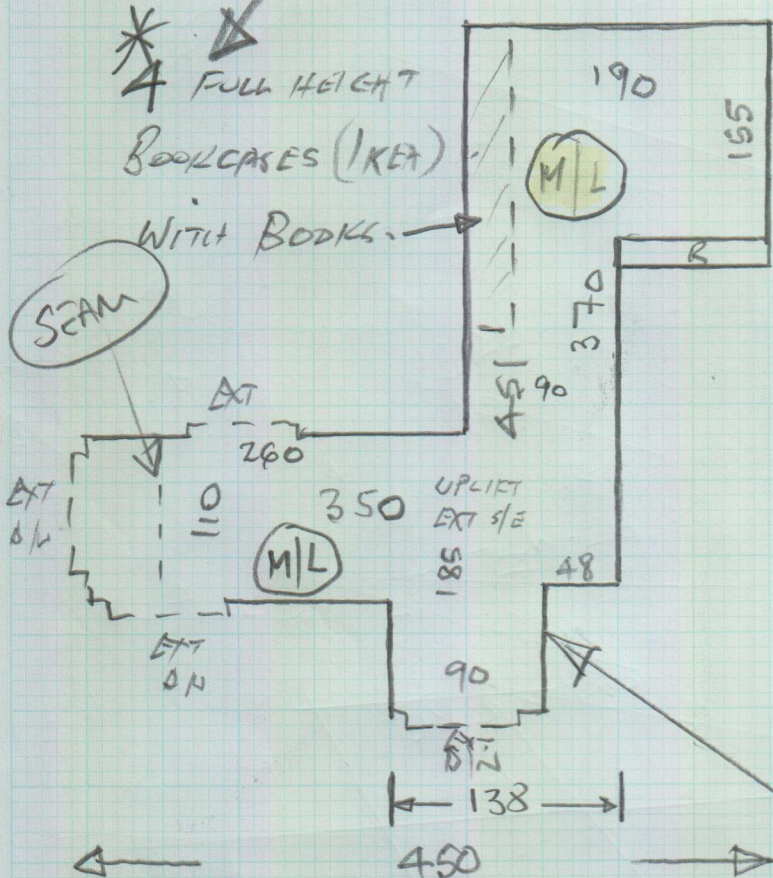 * 4 FULL HEIGHT
BOOKCASES (IKEA)
WITH BOOKS.
190
155
M|L
R
370
SEAM
451
90
EXT
260
EXT
110
350
UPLIFT
EXT S/E
M|L
185
48
EXT
90
138
450